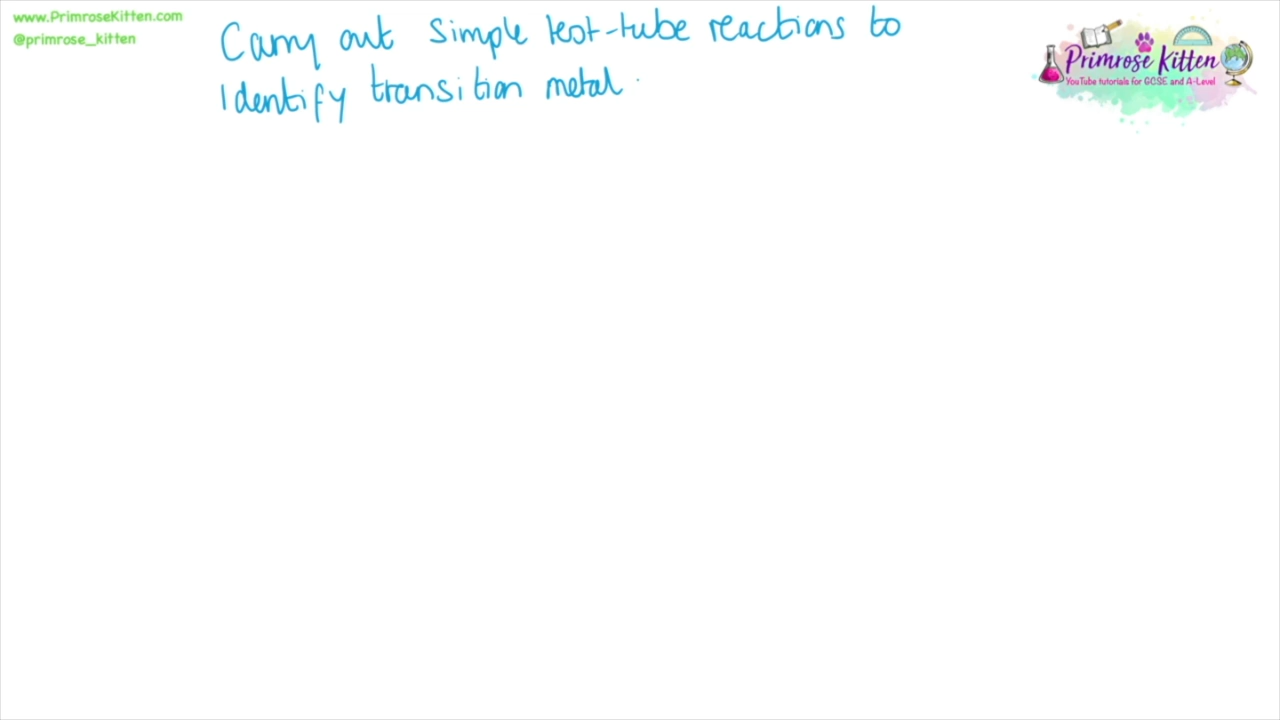 www.PrimroseKitten.com
@primrose_kitten
Carry out simple test-tube reactions to
Identify transition metal
Primrose Kitten
YouTube tutorials for GCSE and A-Level